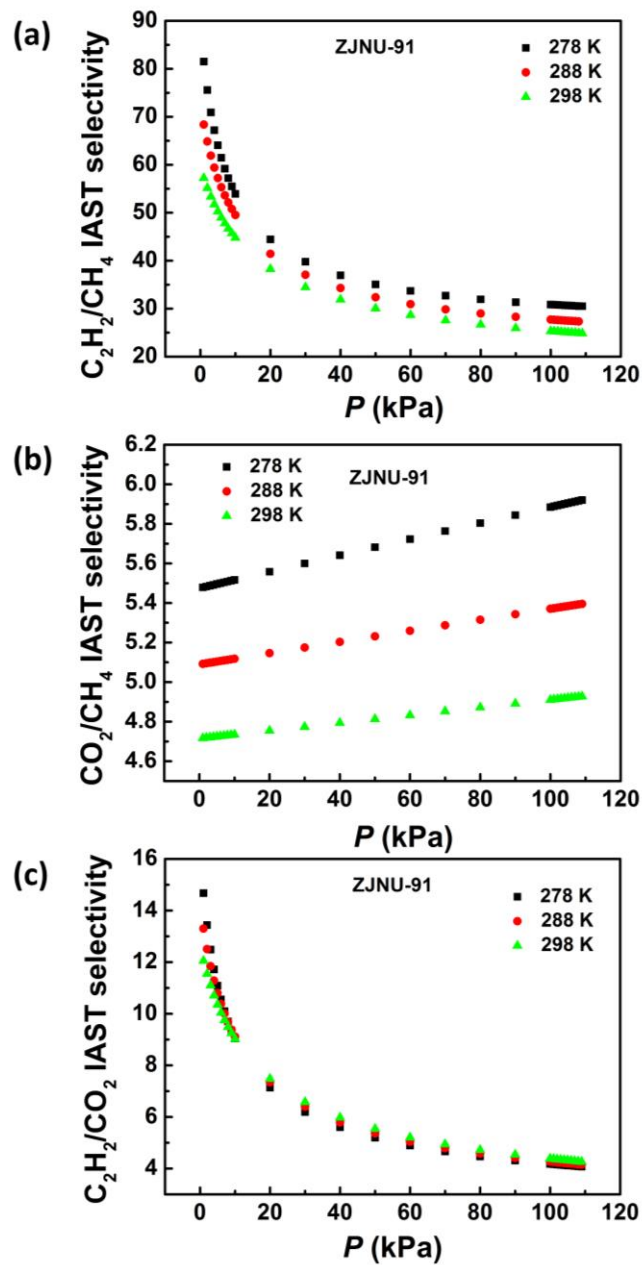 (a)
ZJNU-91
278 K
288 K
298 K
90
80
70
60
50
40
30
20
C₂H₂/CH₄ IAST selectivity
0 20 40 60 80 100 120
P (kPa)
(b)
ZJNU-91
278 K
288 K
298 K
6.2
6.0
5.8
5.6
5.4
5.2
5.0
4.8
4.6
CO₂/CH₄ IAST selectivity
0 20 40 60 80 100 120
P (kPa)
(c)
ZJNU-91
278 K
288 K
298 K
16
14
12
10
8
6
4
C₂H₂/CO₂ IAST selectivity
0 20 40 60 80 100 120
P (kPa)